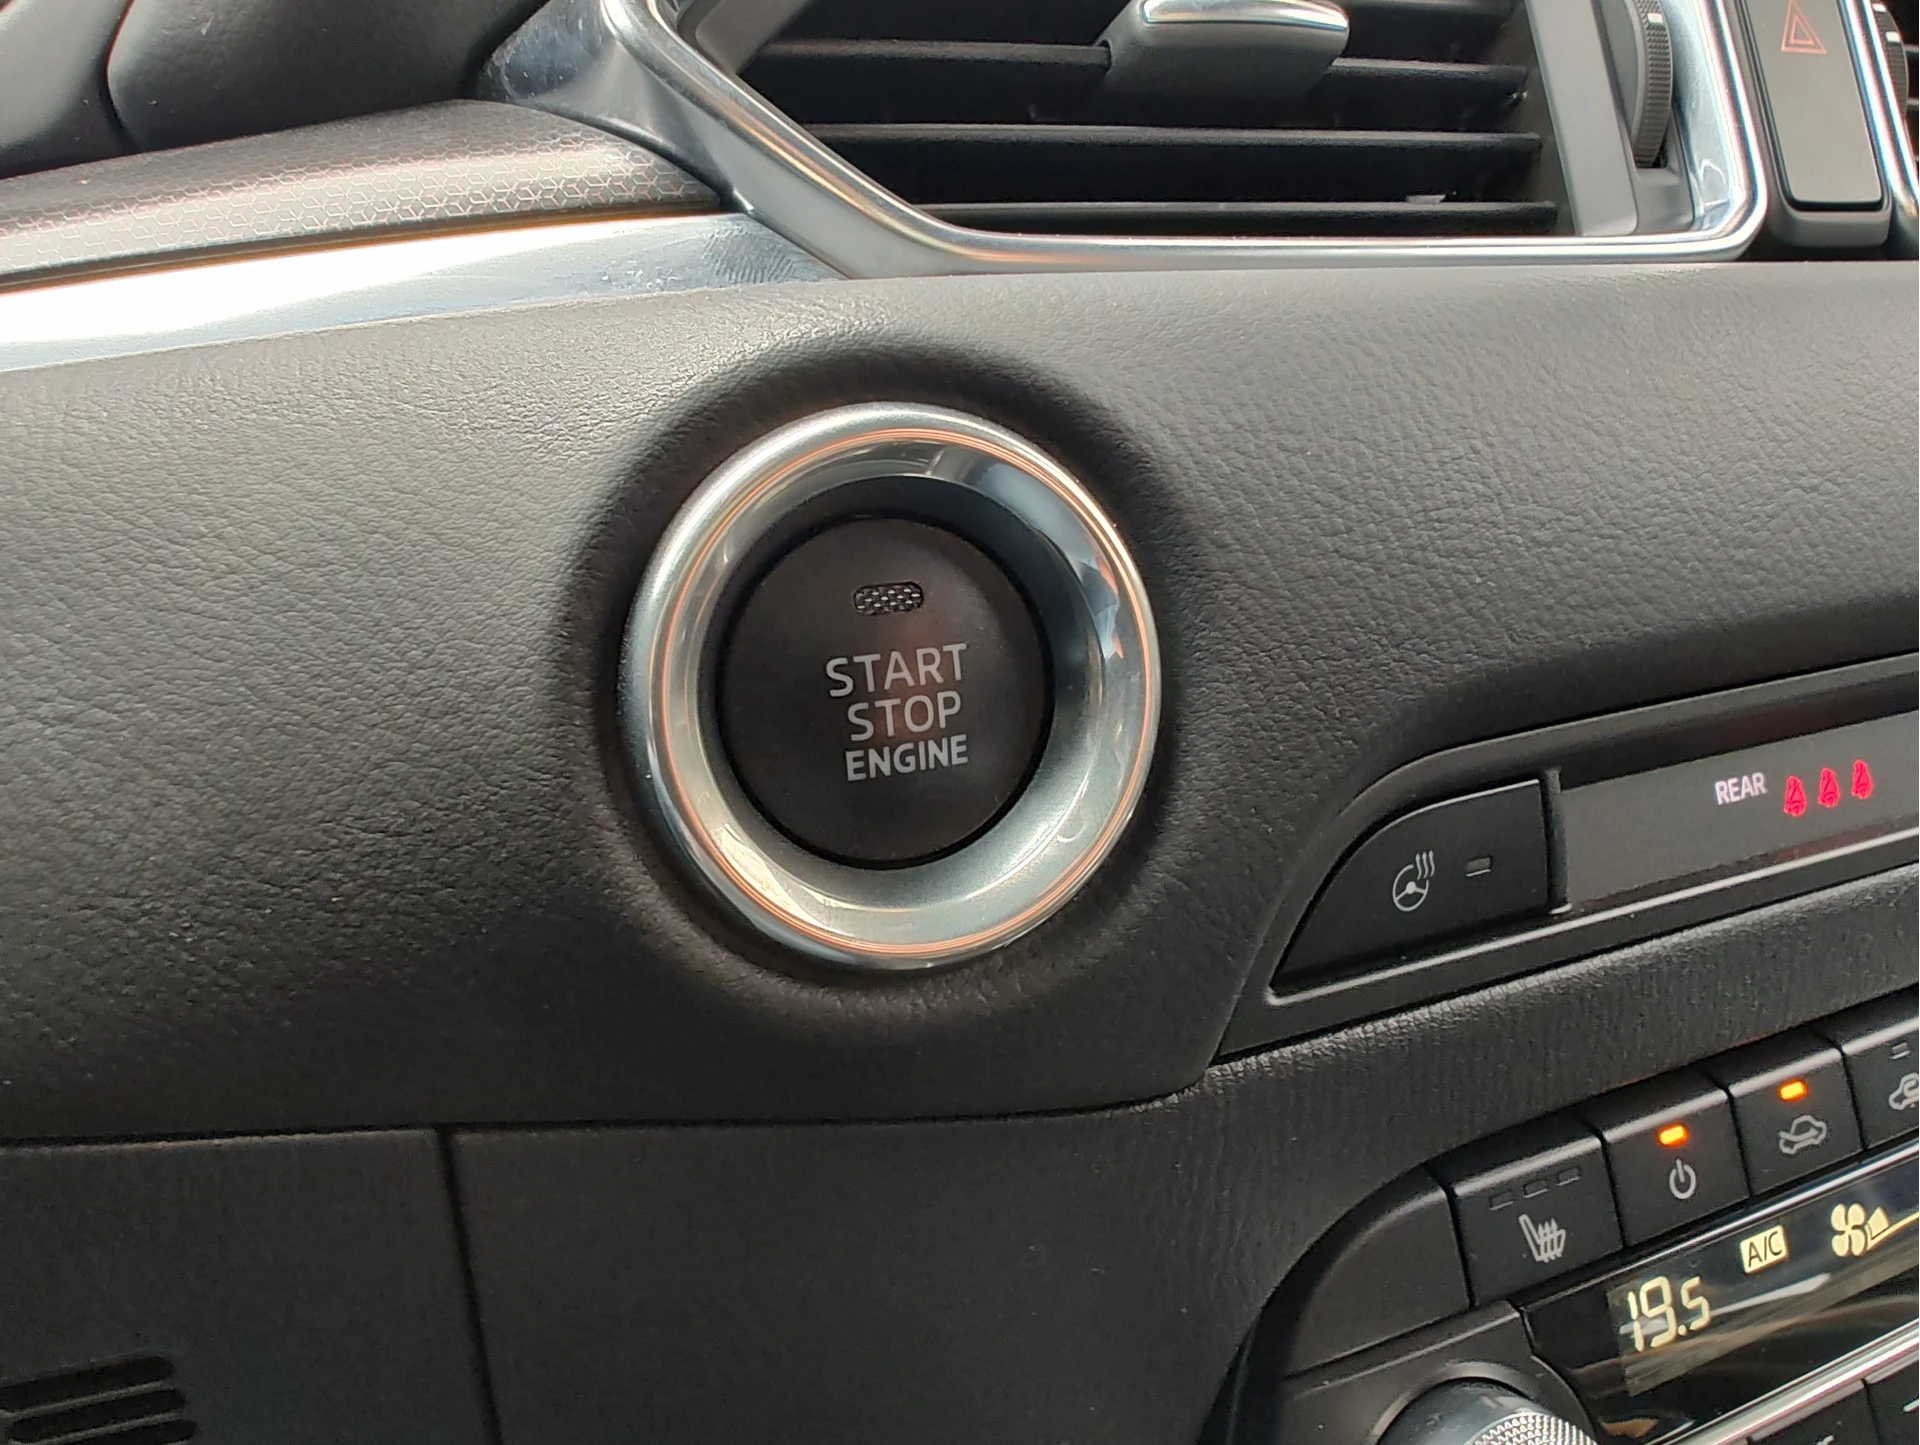 START
STOP
ENGINE
REAR
A/C
19.5